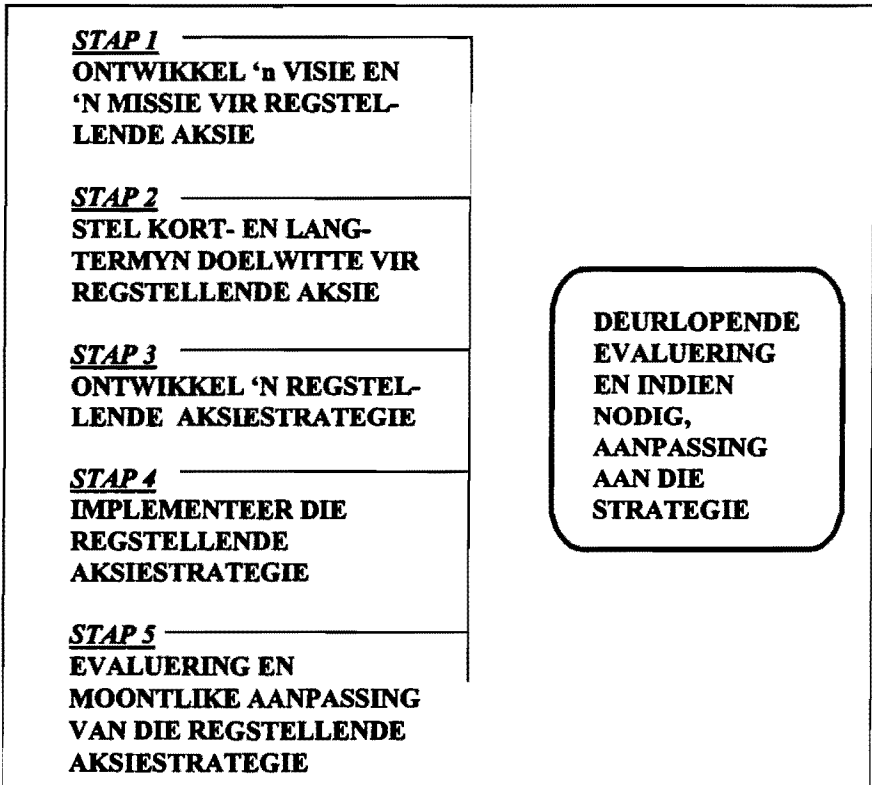 STAP 1
ONTWIKKEL ‘n VISIE EN
‘N MISSIE VIR REGSTEL-
LENDE AKSIE
STAP 2
STEL KORT- EN LANG-
TERMYN DOELWITTE VIR
REGSTELLENDE AKSIE
STAP 3
ONTWIKKEL ‘N REGSTEL-
LENDE AKSIESTRATEGIE
STAP 4
IMPLEMENTEER DIE
REGSTELLENDE
AKSIESTRATEGIE
STAP 5
EVALUERING EN
MOONTLIKE AANPASSING
VAN DIE REGSTELLENDE
AKSIESTRATEGIE
DEURLOPENDE
EVALUERING
EN INDIEN
NODIG,
AANPASSING
AAN DIE
STRATEGIE